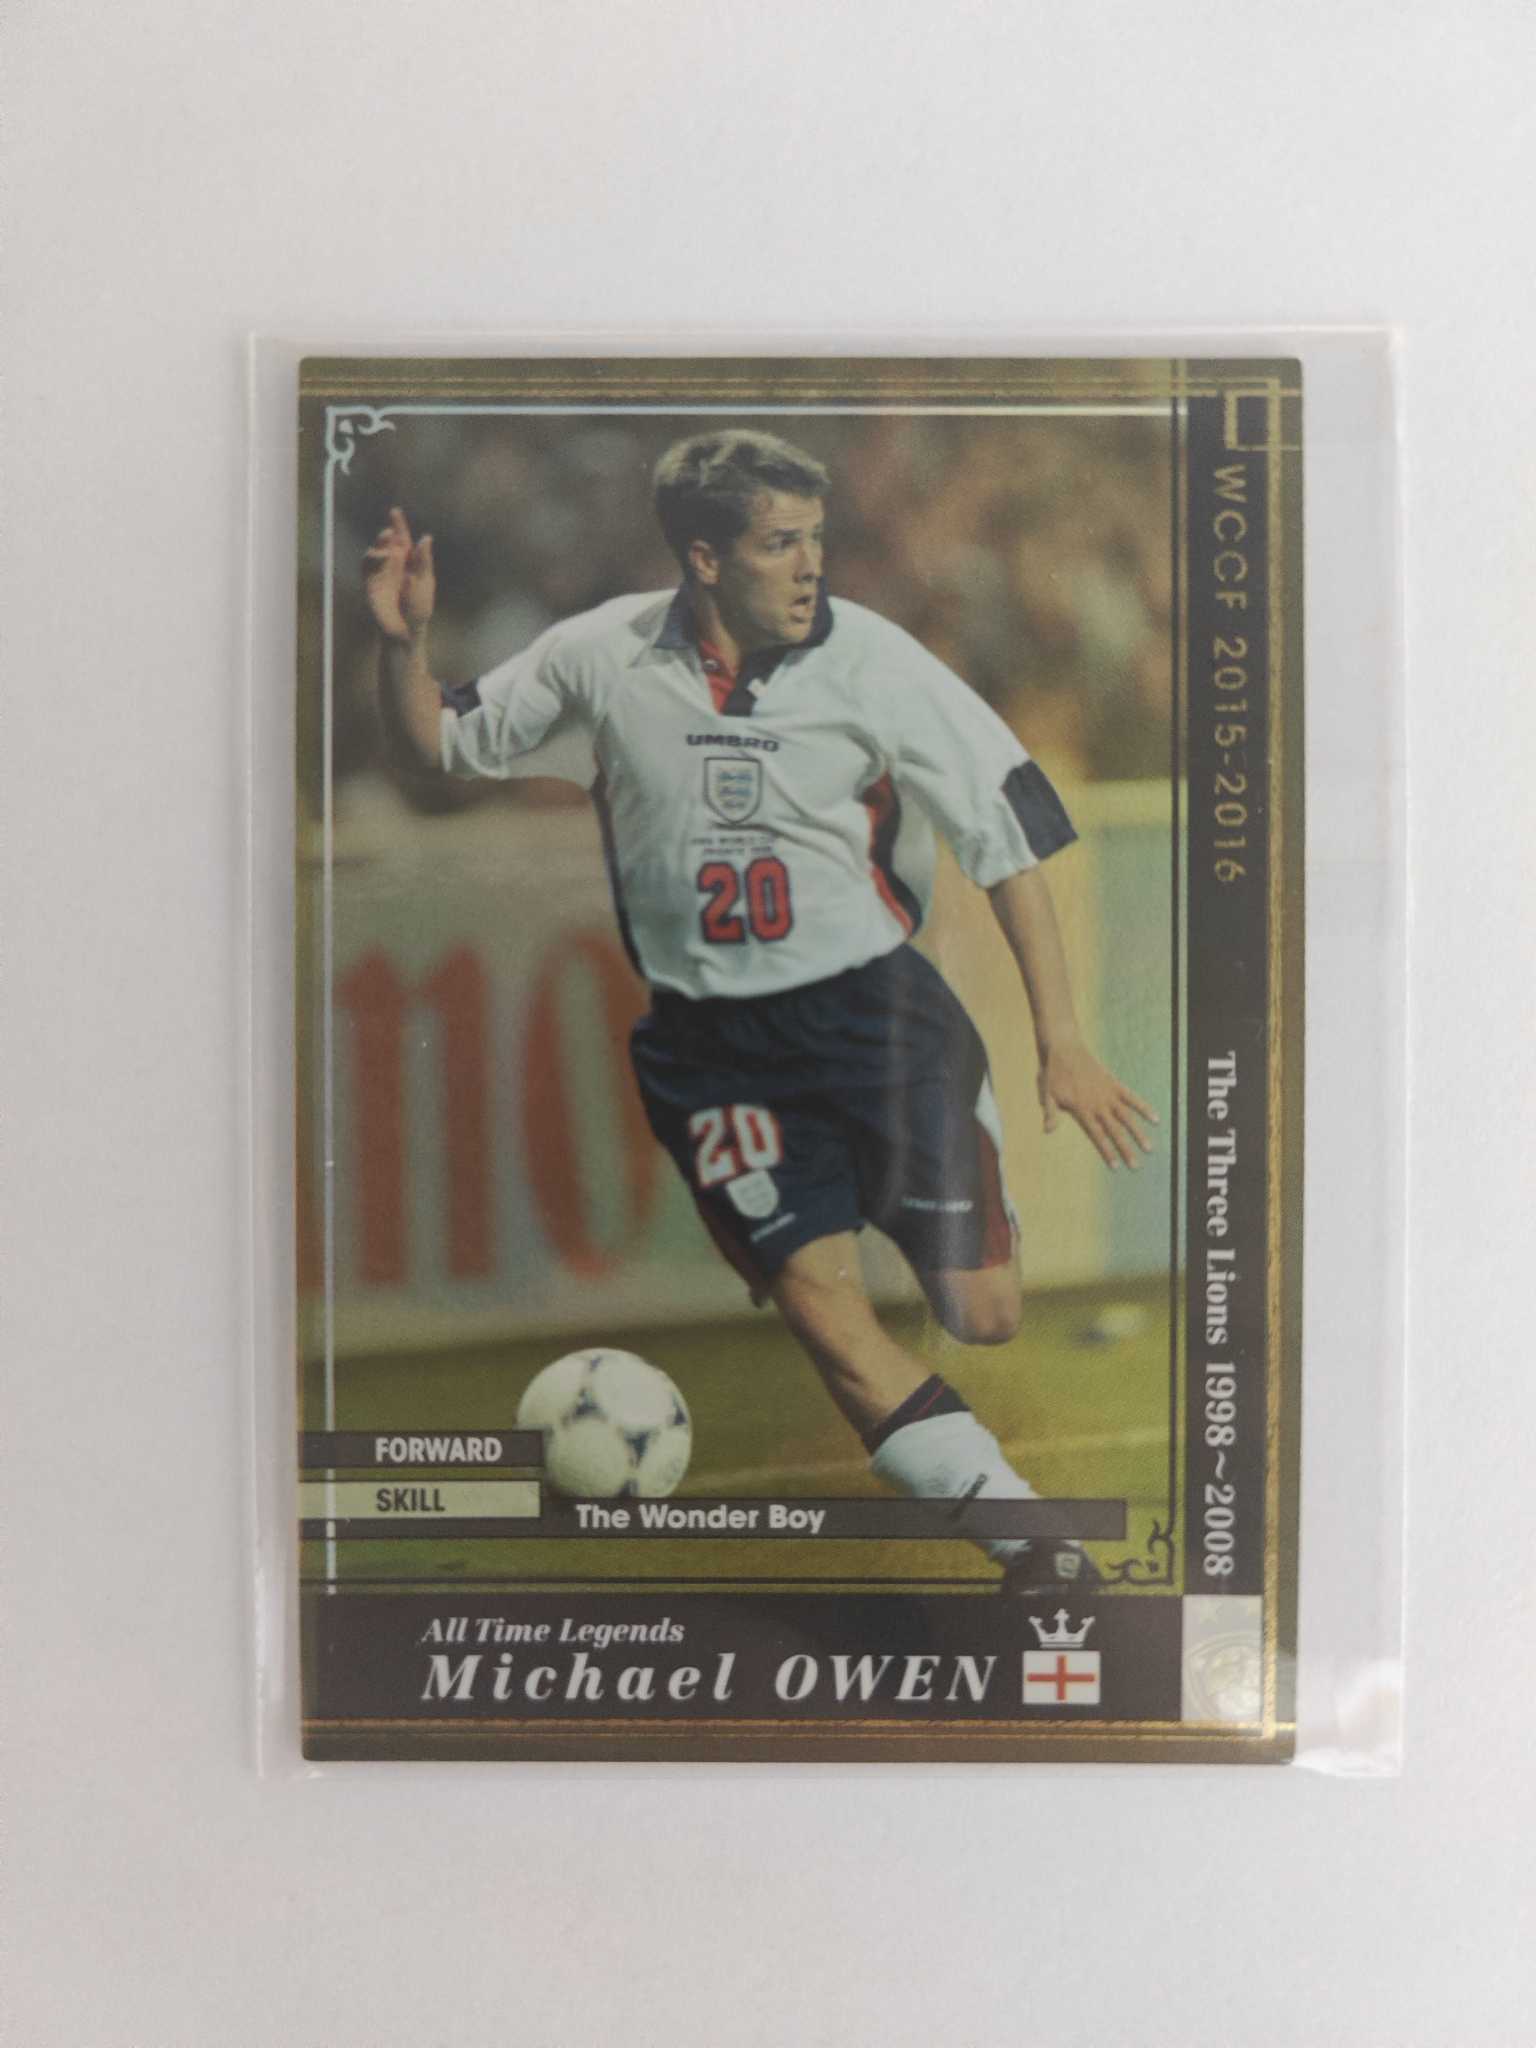 WCCF 2015-2016
The Three Lions 1998~2008
UMBRO
20
20
FORWARD
SKILL
The Wonder Boy
All Time Legends
Michael OWEN